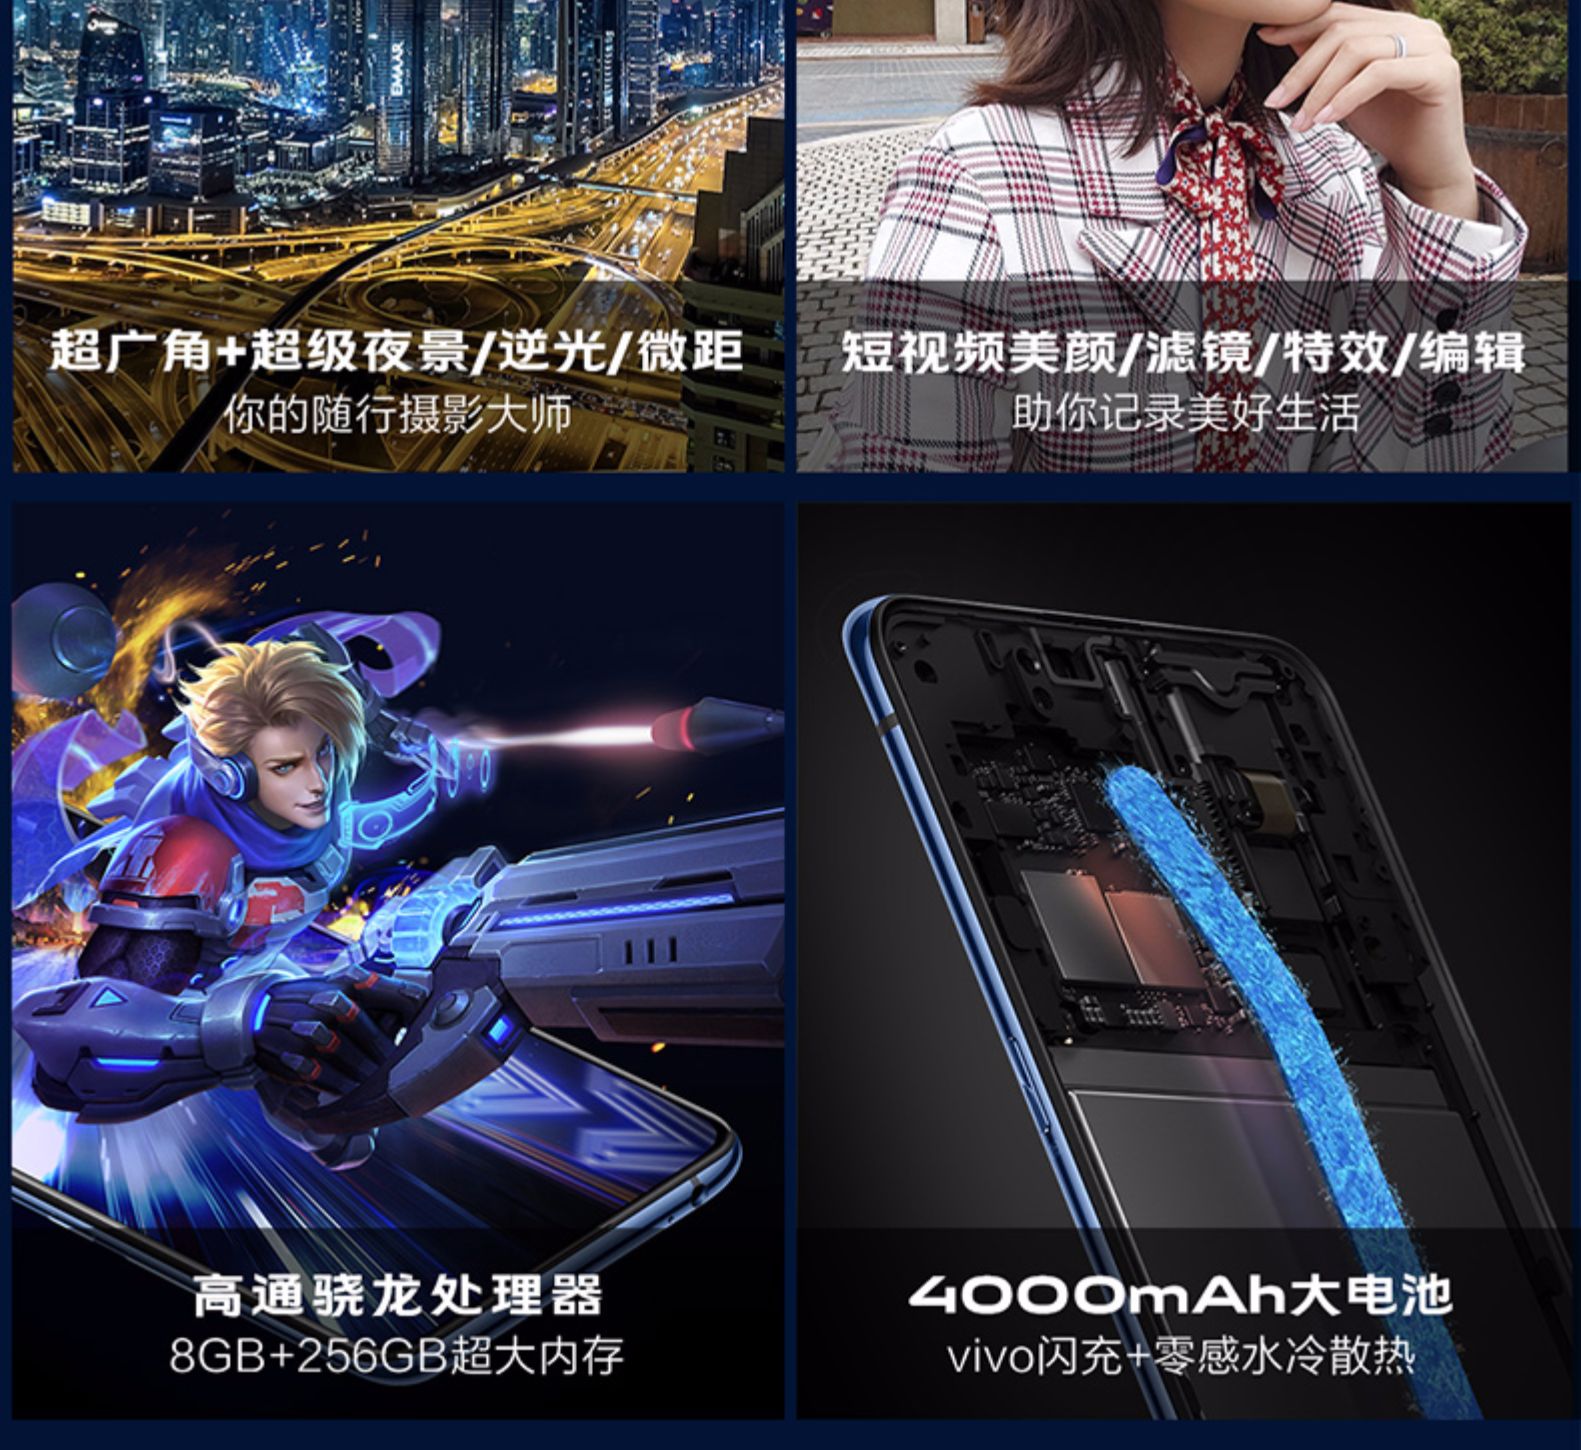 EMAAR
超广角+超级夜景/逆光/微距
你的随行摄影大师
短视频美颜/滤镜/特效/编辑
助你记录美好生活
高通骁龙处理器
8GB+256GB超大内存
4000mAh大电池
vivo闪充+零感水冷散热